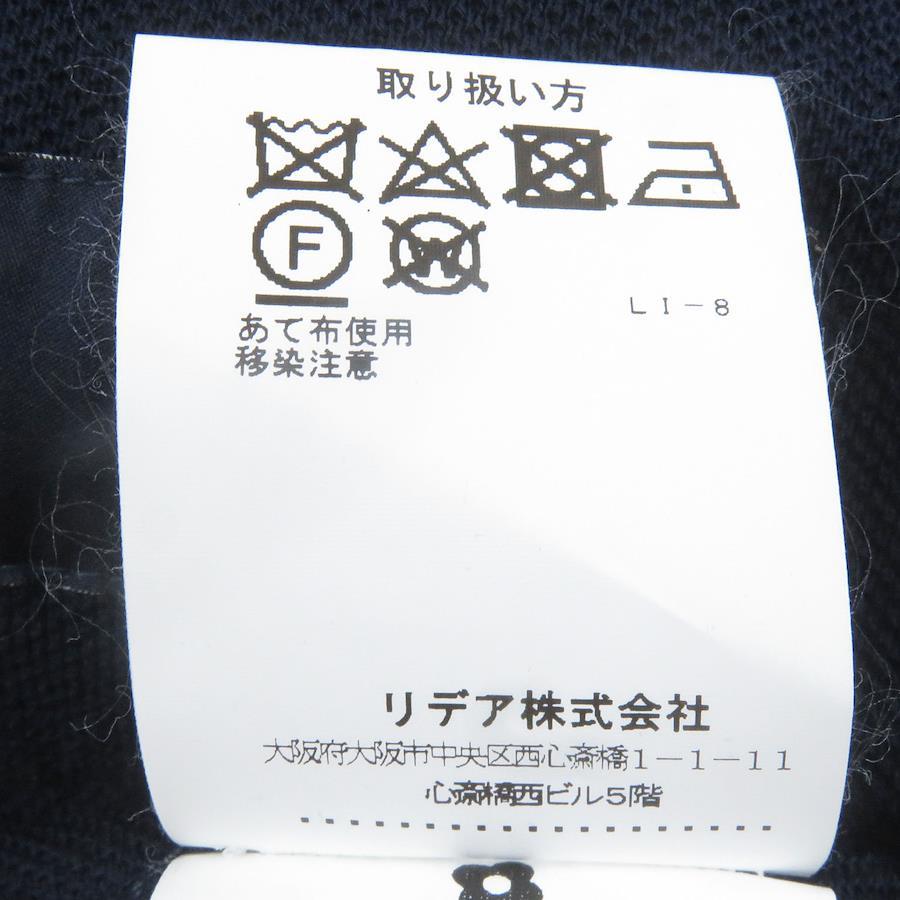 取り扱い方
F W
LI-8
あて布使用
移染注意
リデア株式会社
大阪府大阪市中央区西心斎橋1-1-11
心斎橋西ビル5階